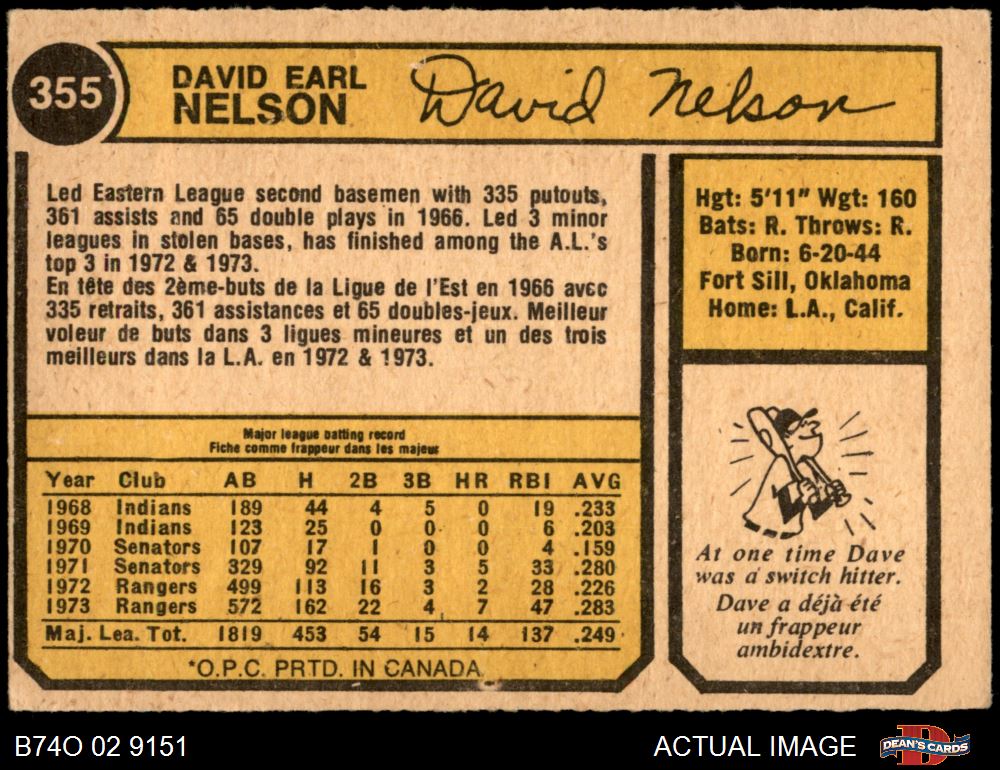 355
DAVID EARL
NELSON
David Nelson
Led Eastern League second basemen with 335 putouts,
361 assists and 65 double plays in 1966. Led 3 minor
leagues in stolen bases, has finished among the A.L.'s
top 3 in 1972 & 1973.
En tête des 2ème-buts de la Ligue de l'Est en 1966 avec
335 retraits, 361 assistances et 65 doubles-jeux. Meilleur
voleur de buts dans 3 ligues mineures et un des trois
meilleurs dans la L.A. en 1972 & 1973.
Hgt: 5'11" Wgt: 160
Bats: R. Throws: R.
Born: 6-20-44
Fort Sill, Oklahoma
Home: L.A., Calif.
Major league batting record
Fiche comme frappeur dans les majeur
Year Club AB H 2B 3B HR RBI AVG
1968 Indians 189 44 4 5 0 19 .233
1969 Indians 123 25 0 0 0 6 .203
1970 Senators 107 17 1 0 0 4 .159
1971 Senators 329 92 11 3 5 33 .280
1972 Rangers 499 113 16 3 2 28 .226
1973 Rangers 572 162 22 4 7 47 .283
Maj. Lea. Tot. 1819 453 54 15 14 137 .249
*O.P.C. PRTD. IN CANADA
At one time Dave
was a switch hitter.
Dave a déjà été
un frappeur
ambidextre.
B74O 02 9151
ACTUAL IMAGE
DEAN'S CARDS